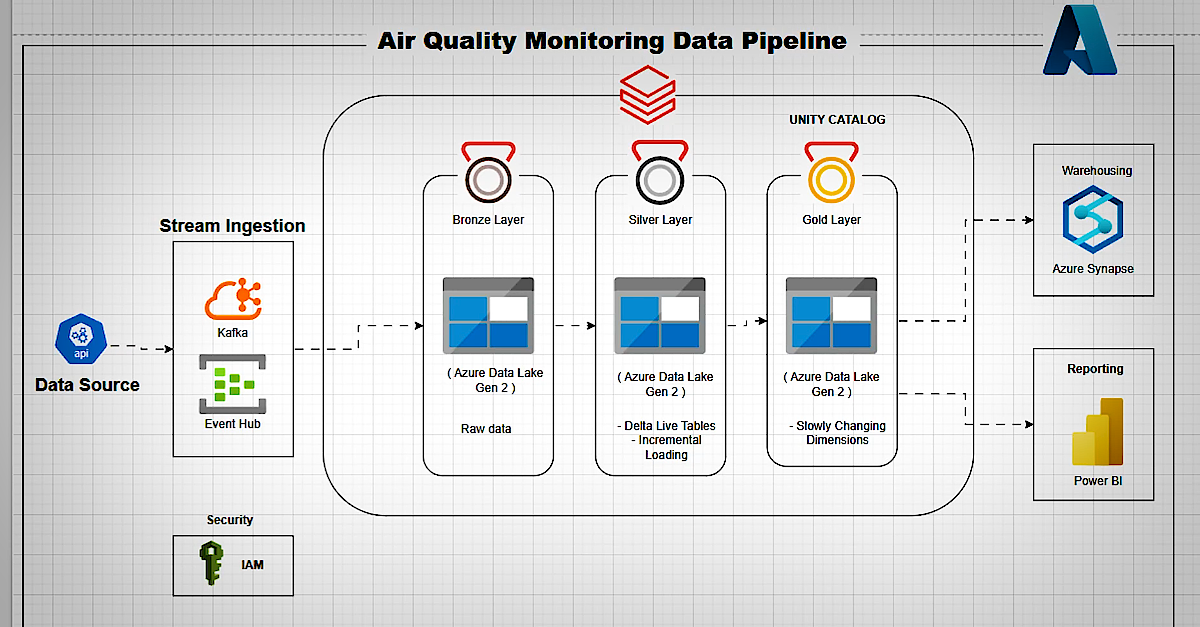 Air Quality Monitoring Data Pipeline
UNITY CATALOG
Stream Ingestion
Kafka
Event Hub
api
Data Source
Bronze Layer
( Azure Data Lake
Gen 2 )
Raw data
Silver Layer
( Azure Data Lake
Gen 2 )
- Delta Live Tables
- Incremental
Loading
Gold Layer
( Azure Data Lake
Gen 2 )
- Slowly Changing
Dimensions
Warehousing
Azure Synapse
Reporting
Power BI
Security
IAM